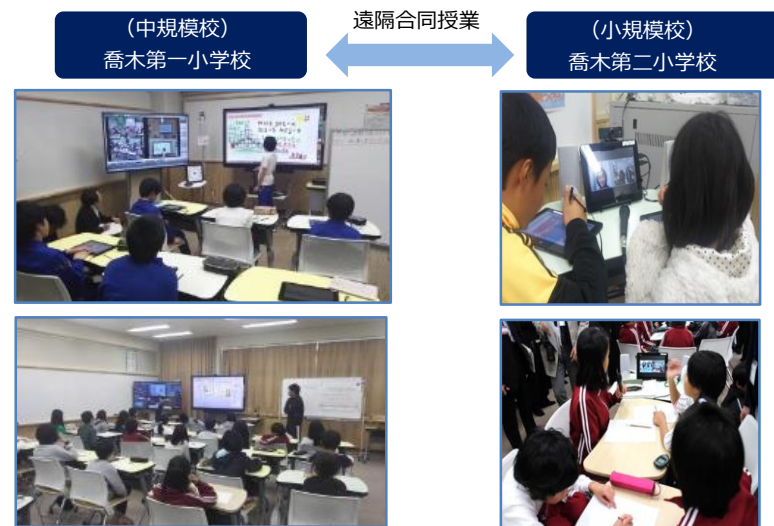 （中規模校）
喬木第一小学校
遠隔合同授業
（小規模校）
喬木第二小学校